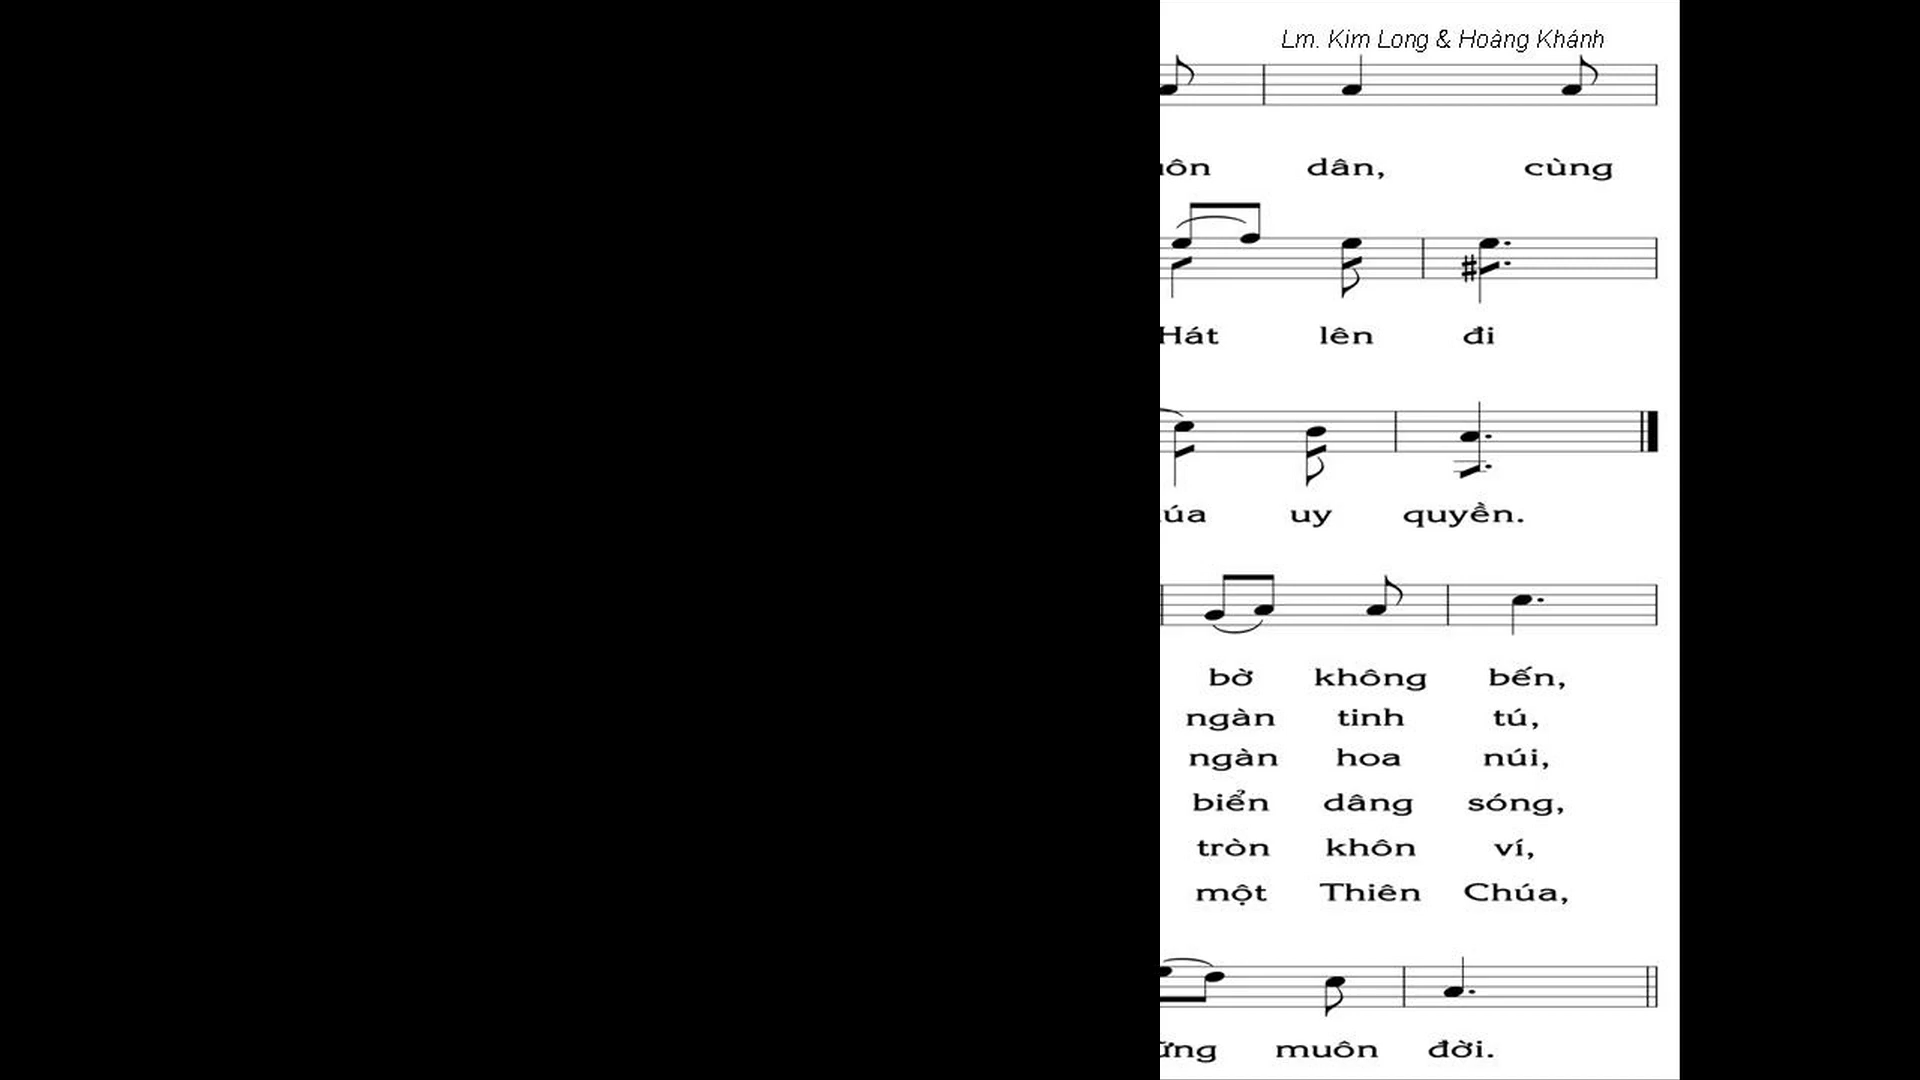 Lm. Kim Long & Hoàng Khánh
dân, cùng
Hát lên đi
uy quyền.
bờ không bến,
ngàn tinh tú,
ngàn hoa núi,
biển dâng sóng,
tròn khôn ví,
một Thiên Chúa,
muôn đời.